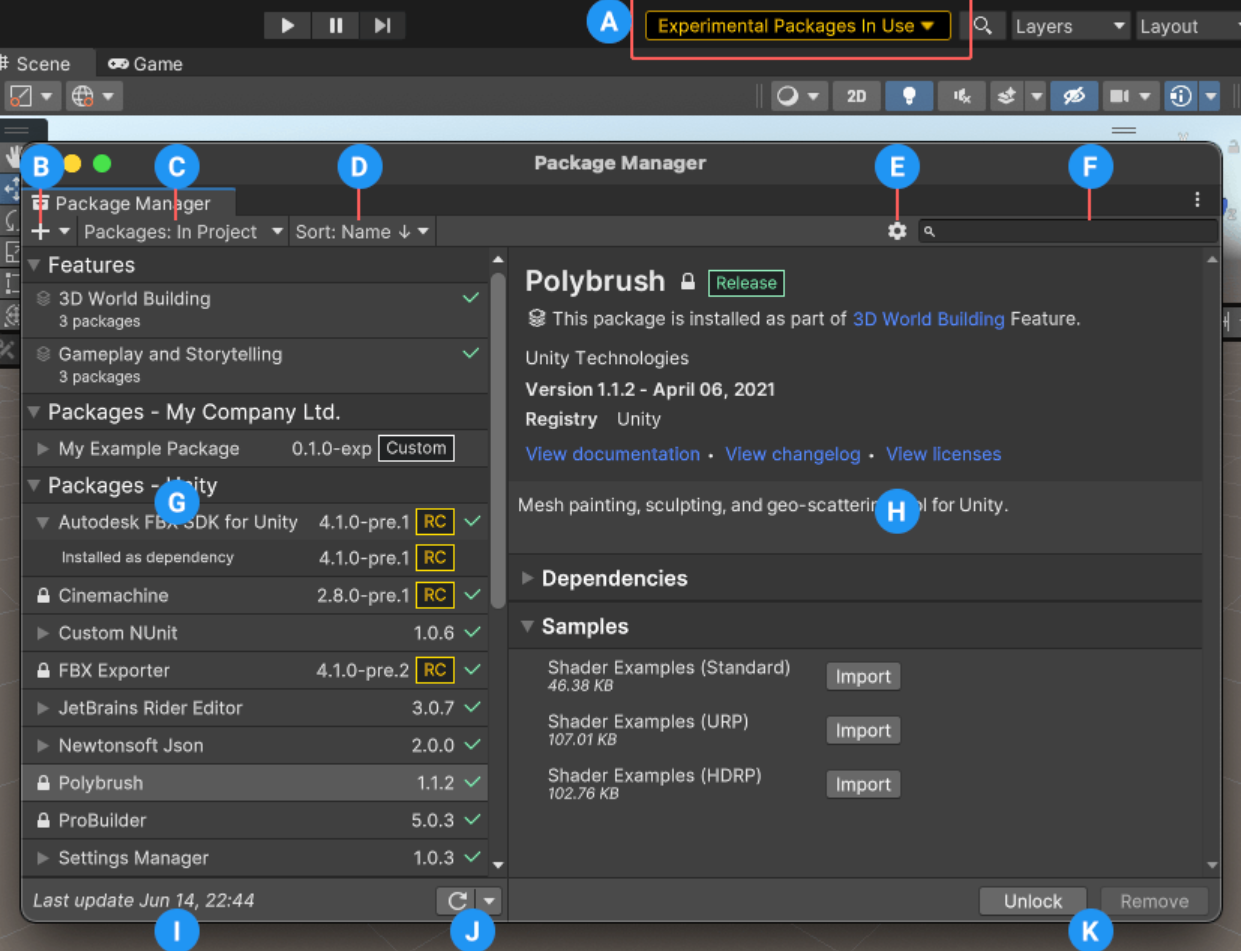 A
Experimental Packages In Use
Layers
Layout
Scene
Game
2D
B
C
D
Package Manager
E
F
Package Manager
Packages: In Project
Sort: Name ↓
Features
3D World Building
3 packages
Gameplay and Storytelling
3 packages
Packages - My Company Ltd.
My Example Package 0.1.0-exp Custom
Packages - Unity
G
Autodesk FBX SDK for Unity 4.1.0-pre.1 RC
Installed as dependency 4.1.0-pre.1 RC
Cinemachine 2.8.0-pre.1 RC
Custom NUnit 1.0.6
FBX Exporter 4.1.0-pre.2 RC
JetBrains Rider Editor 3.0.7
Newtonsoft Json 2.0.0
Polybrush 1.1.2
ProBuilder 5.0.3
Settings Manager 1.0.3
Last update Jun 14, 22:44
I
J
Polybrush Release
This package is installed as part of 3D World Building Feature.
Unity Technologies
Version 1.1.2 - April 06, 2021
Registry Unity
View documentation • View changelog • View licenses
Mesh painting, sculpting, and geo-scattering tool for Unity.
H
Dependencies
Samples
Shader Examples (Standard)
46.38 KB
Import
Shader Examples (URP)
107.01 KB
Import
Shader Examples (HDRP)
102.76 KB
Import
Unlock
Remove
K